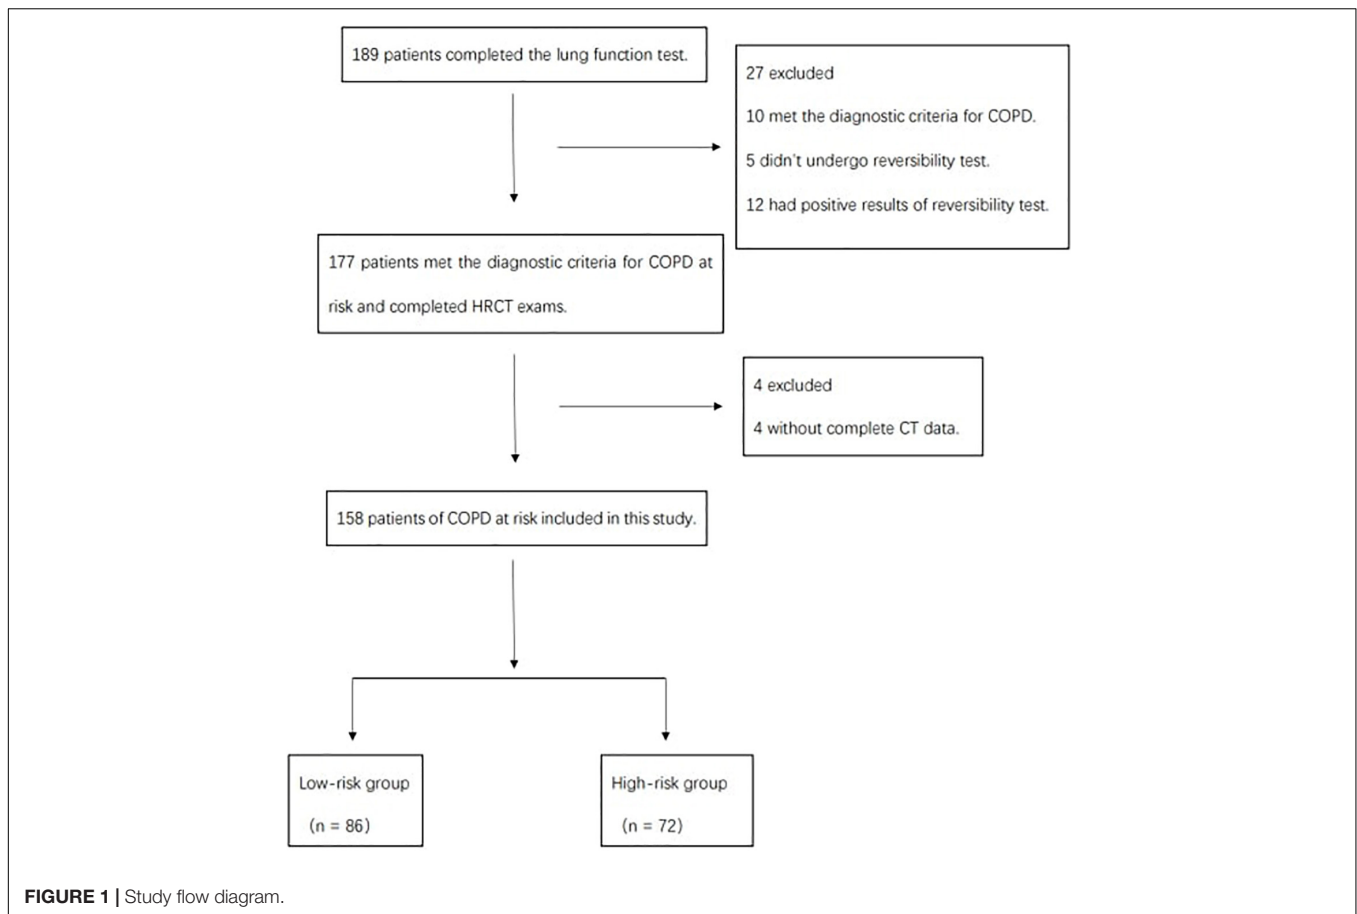 189 patients completed the lung function test.
27 excluded
10 met the diagnostic criteria for COPD.
5 didn't undergo reversibility test.
12 had positive results of reversibility test.
177 patients met the diagnostic criteria for COPD at
risk and completed HRCT exams.
4 excluded
4 without complete CT data.
158 patients of COPD at risk included in this study.
Low-risk group
(n = 86)
High-risk group
(n = 72)
FIGURE 1 | Study flow diagram.